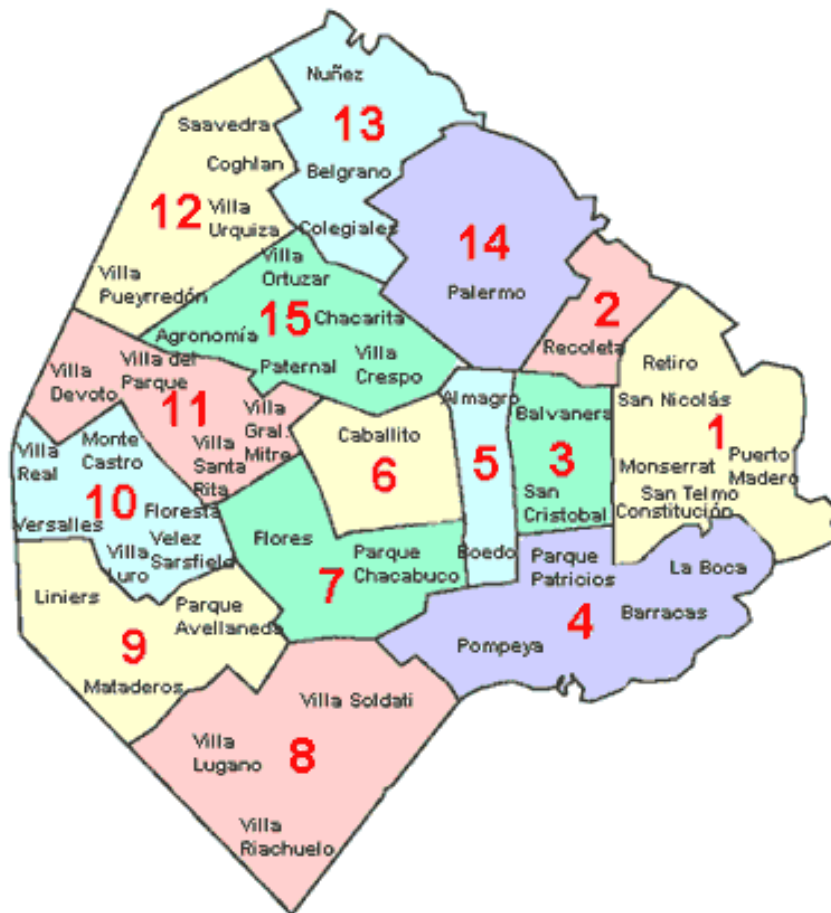 Nuñez
13
Saavedra
Coghlan
Belgrano
12
Villa
Urquiza
Colegiales
14
Villa
Ortuzar
Villa
Pueyrredón
Palermo
2
15
Chacarita
Agronomía
Recoleta
Villa del
Parque
Paternal
Villa
Crespo
Retiro
Villa
Devoto
11
Almagro
San Nicolás
Villa
Gral.
Mitre
Balvanera
1
Caballito
Monte
Castro
Villa
Real
Villa
Santa
Rita
6
5
3
Monserrat
Puerto
Madero
10
San
Cristobal
San Telmo
Constitución
Floresta
Versalles
Velez
Sarsfield
Villa
Luro
Flores
Parque
Chacabuco
Boedo
Parque
Patricios
La Boca
7
Liniers
Parque
Avellaneda
4
Barracas
9
Pompeya
Mataderos
Villa Soldati
Villa
Lugano
8
Villa
Riachuelo